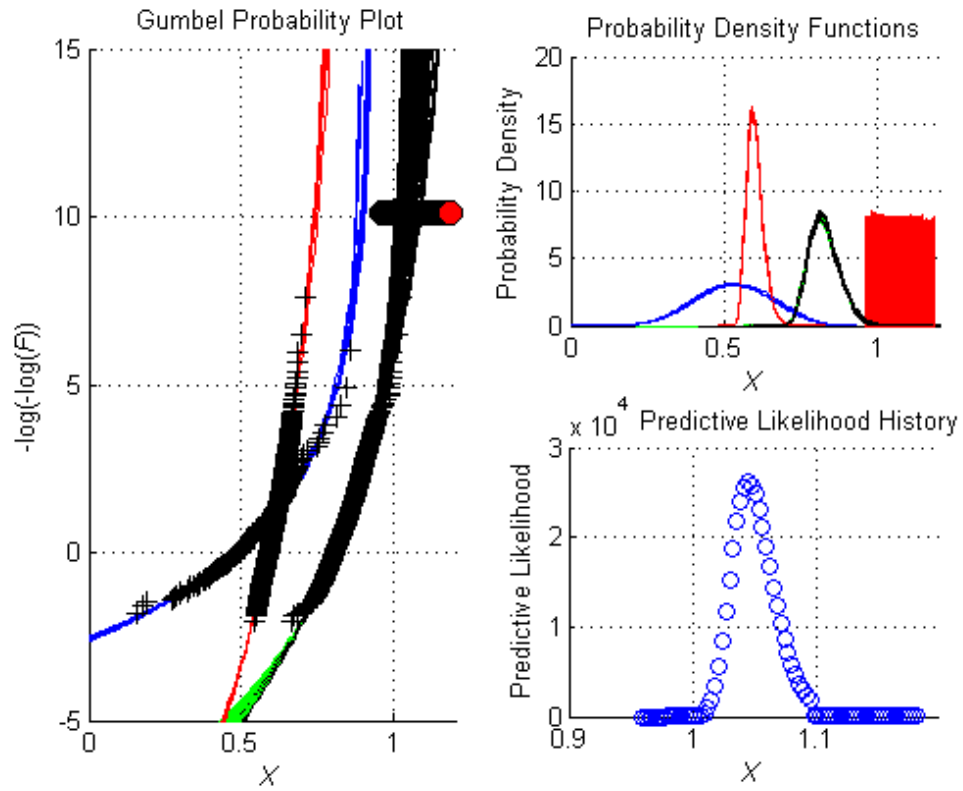 Gumbel Probability Plot
15
10
5
0
-5
-log(-log(F))
0
0.5
1
X
Probability Density Functions
20
15
10
5
0
Probability Density
0
0.5
1
X
x 10^4 Predictive Likelihood History
3
2
1
0
Predictive Likelihood
0.9
1
1.1
X